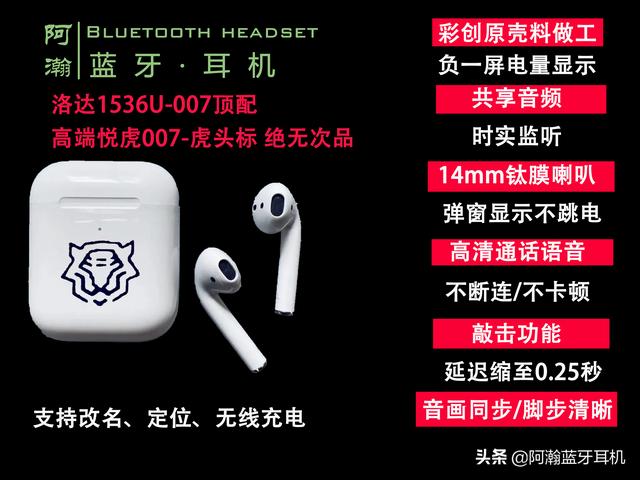 阿瀚
BLUETOOTH HEADSET
蓝牙·耳机
洛达1536U-007顶配
高端悦虎007-虎头标 绝无次品
支持改名、定位、无线充电
彩创原壳料做工
负一屏电量显示
共享音频
时实监听
14mm钛膜喇叭
弹窗显示不跳电
高清通话语音
不断连/不卡顿
敲击功能
延迟缩至0.25秒
音画同步/脚步清晰
头条 @阿瀚蓝牙耳机